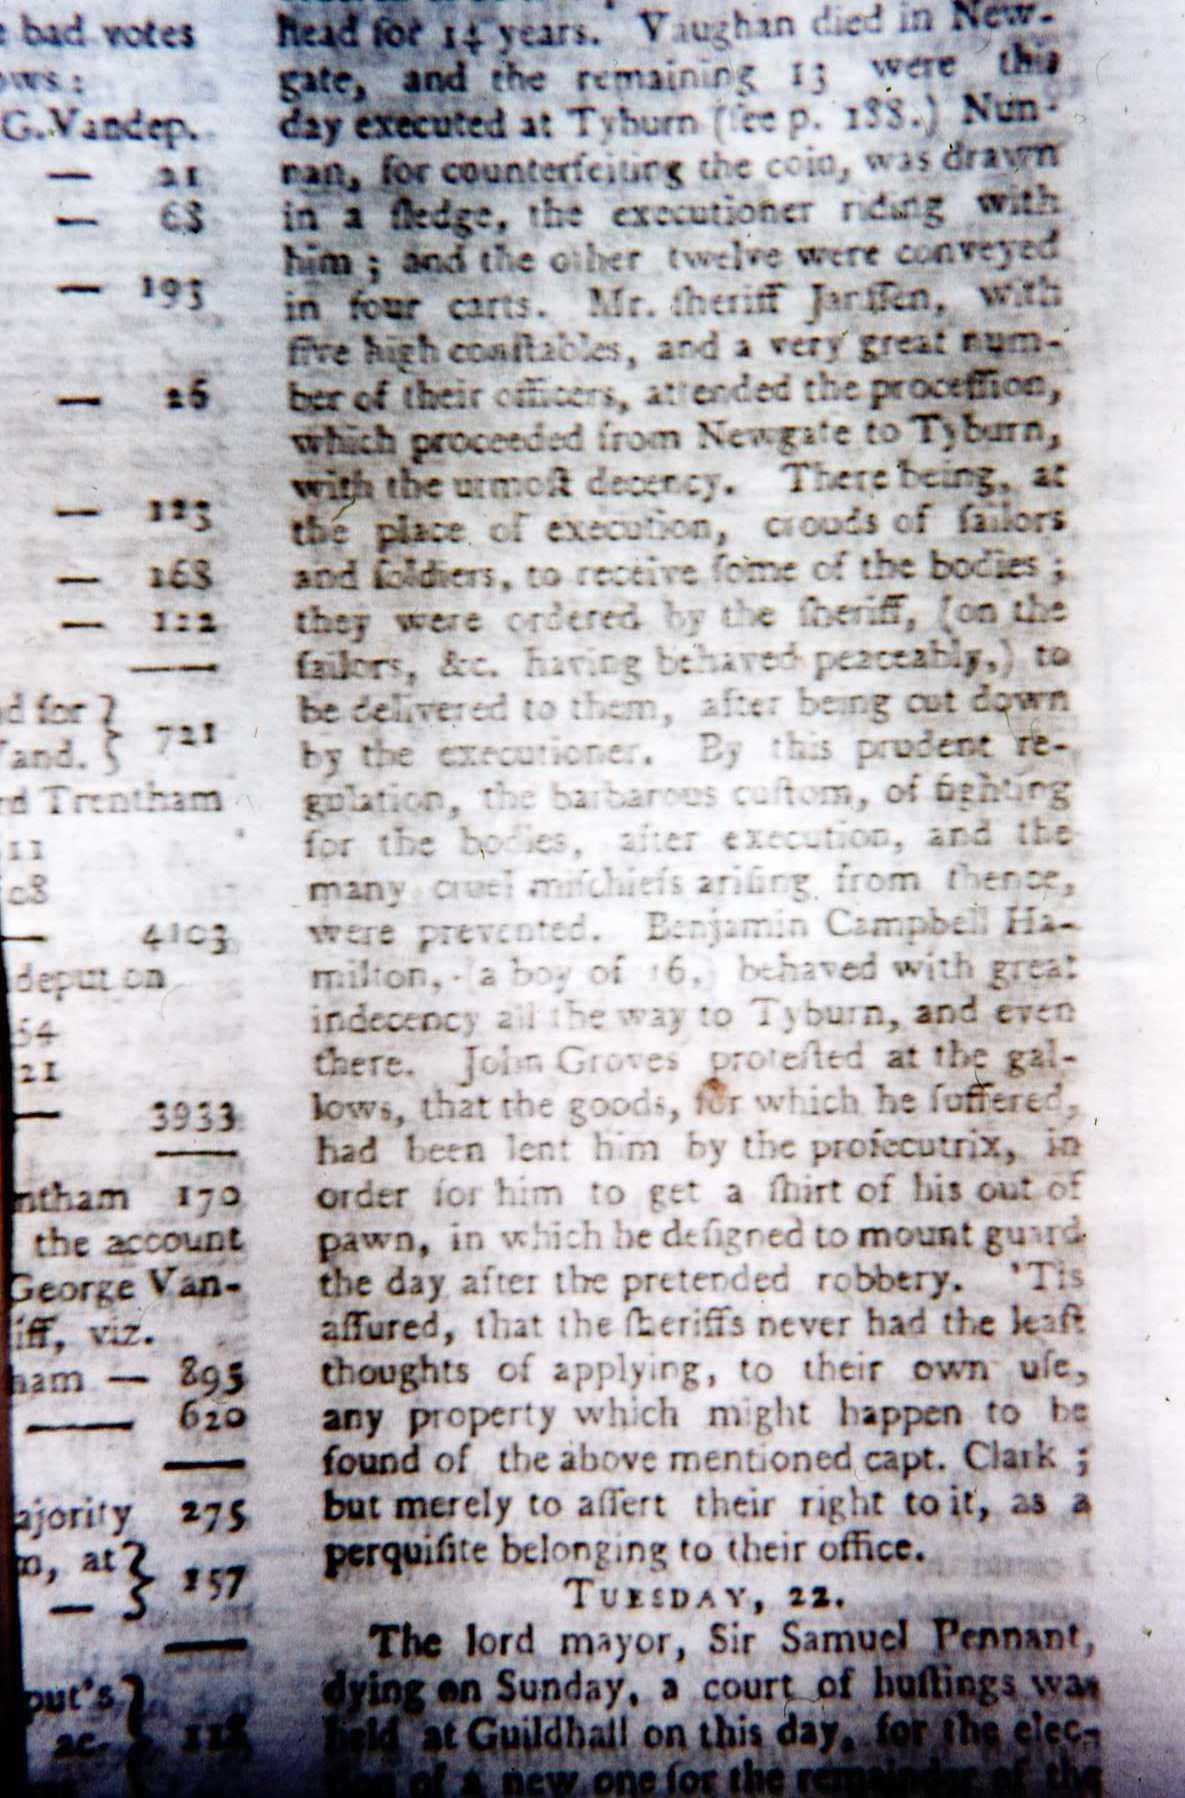 e bad votes
ows:
G. Vandep.
— 21
— 68
— 193
— 26
— 123
— 168
— 122
d for }
and. } 721
rd Trentham
11
08
— 4103
deput on
54
21
— 3933
ntham 170
the account
George Van-
iff, viz.
ham — 895
— 620
ajority 275
n, at }
— } 157
put's }
ac- 118
head for 14 years. Vaughan died in New-
gate, and the remaining 13 were this
day executed at Tyburn (ſee p. 188.) Nun-
nan, for counterfeiting the coin, was drawn
in a ſledge, the executioner riding with
him; and the other twelve were conveyed
in four carts. Mr. ſheriff Janſſen, with
five high conſtables, and a very great num-
ber of their officers, attended the proceſſion,
which proceeded from Newgate to Tyburn,
with the utmoſt decency. There being, at
the place of execution, crouds of ſailors
and ſoldiers, to receive ſome of the bodies;
they were ordered by the ſheriff, (on the
ſailors, &c. having behaved peaceably,) to
be delivered to them, after being cut down
by the executioner. By this prudent re-
gulation, the barbarous cuſtom, of fighting
for the bodies, after execution, and the
many cruel miſchiefs ariſing from thence,
were prevented. Benjamin Campbell Ha-
milton, (a boy of 16,) behaved with great
indecency all the way to Tyburn, and even
there. John Groves proteſted at the gal-
lows, that the goods, for which he ſuffered,
had been lent him by the proſecutrix, in
order for him to get a ſhirt of his out of
pawn, in which he deſigned to mount guard
the day after the pretended robbery. 'Tis
aſſured, that the ſheriffs never had the leaſt
thoughts of applying, to their own uſe,
any property which might happen to be
found of the above mentioned capt. Clark;
but merely to aſſert their right to it, as a
perquiſite belonging to their office.
TUESDAY, 22.
The lord mayor, Sir Samuel Pennant,
dying on Sunday, a court of huſtings was
held at Guildhall on this day, for the elec-
tion of a new one for the remainder of the